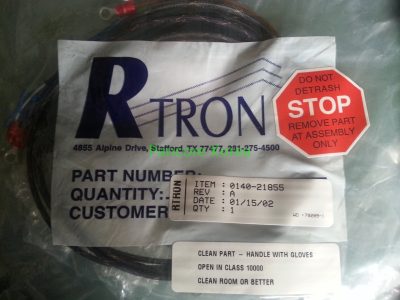 RTRON
4855 Alpine Drive, Stafford, TX 77477, 281-275-4500
PART NUMBER:
QUANTITY:
CUSTOMER
RTRON
ITEM : 0140-21855
REV : A
DATE : 01/15/02
QTY : 1
DO NOT
DETRASH
STOP
REMOVE PART
AT ASSEMBLY
ONLY
CLEAN PART - HANDLE WITH GLOVES
OPEN IN CLASS 10000
CLEAN ROOM OR BETTER